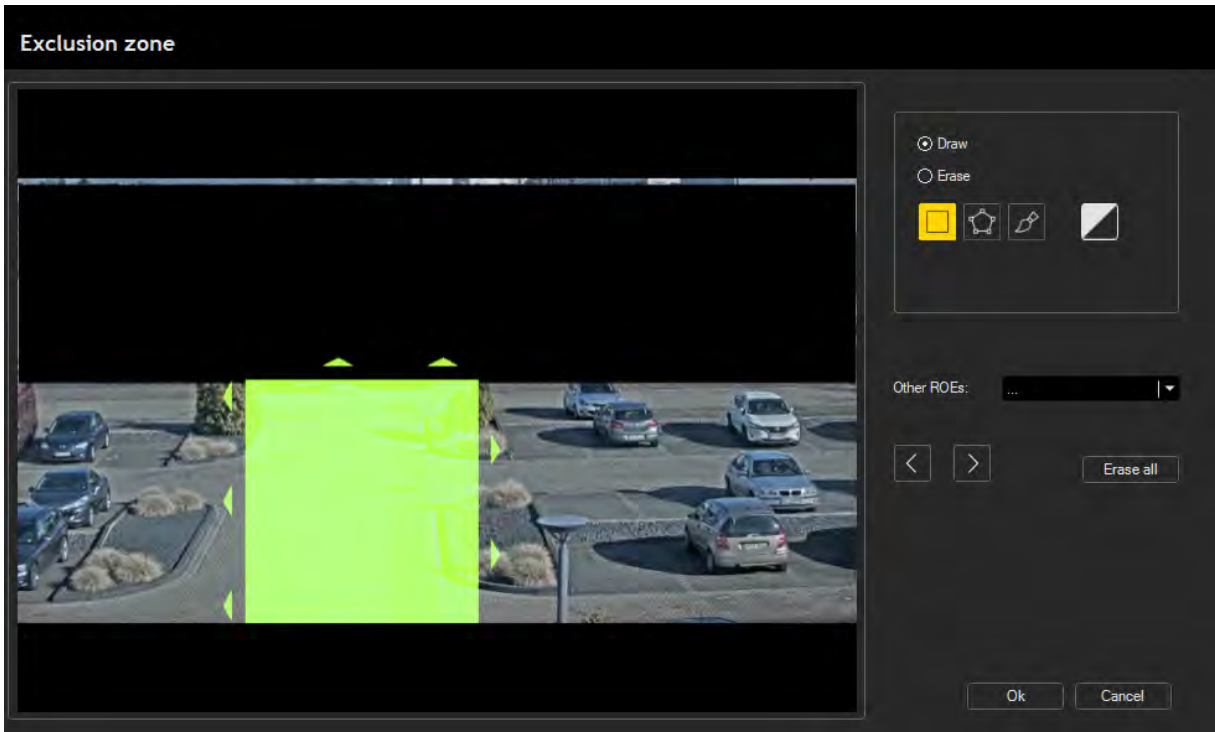 Exclusion zone
Draw
Erase
Other ROEs:
...
Erase all
Ok
Cancel